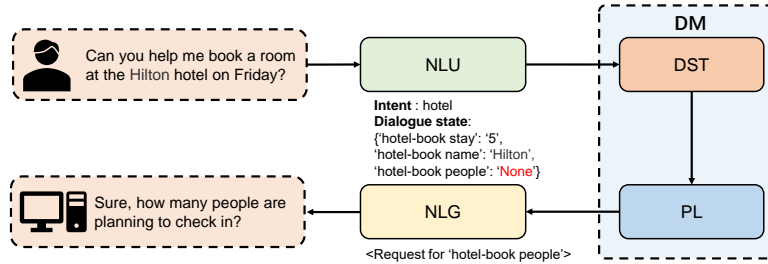 DM
Can you help me book a room
at the Hilton hotel on Friday?
NLU
DST
Intent : hotel
Dialogue state:
{‘hotel-book stay’: ‘5’,
‘hotel-book name’: ‘Hilton’,
‘hotel-book people’: ‘None’}
Sure, how many people are
planning to check in?
NLG
PL
<Request for ‘hotel-book people’>